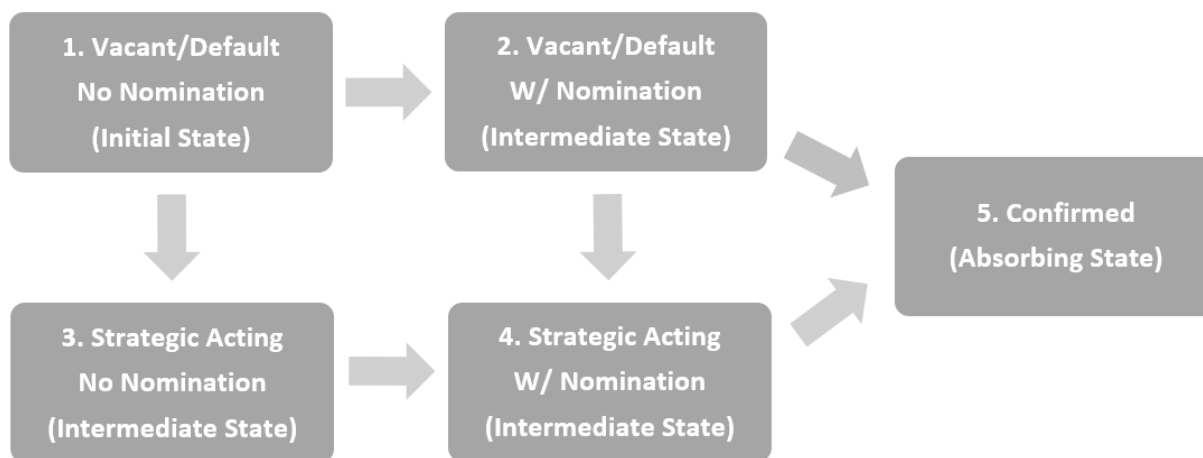 1. Vacant/Default
No Nomination
(Initial State)
2. Vacant/Default
W/ Nomination
(Intermediate State)
3. Strategic Acting
No Nomination
(Intermediate State)
4. Strategic Acting
W/ Nomination
(Intermediate State)
5. Confirmed
(Absorbing State)